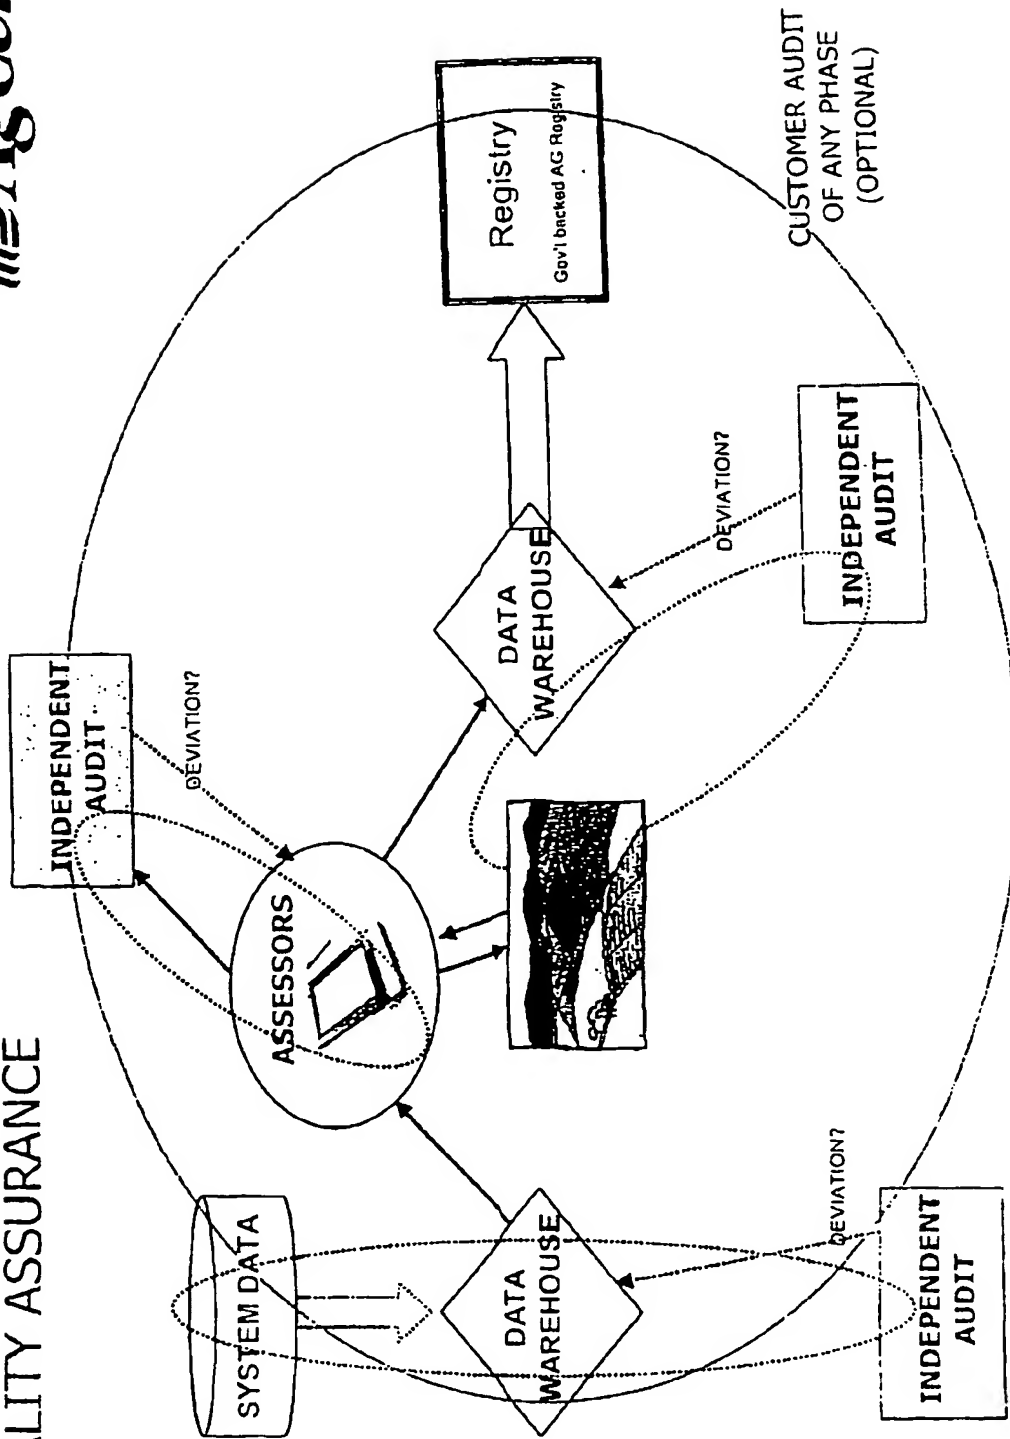 ALITY ASSURANCE
INDEPENDENT
AUDIT
DEVIATION?
SYSTEM DATA
ASSESSORS
DATA
WAREHOUSE
DATA
WAREHOUSE
Registry
Gov't backed AG Registry
DEVIATION?
DEVIATION?
INDEPENDENT
AUDIT
INDEPENDENT
AUDIT
CUSTOMER AUDIT
OF ANY PHASE
(OPTIONAL)